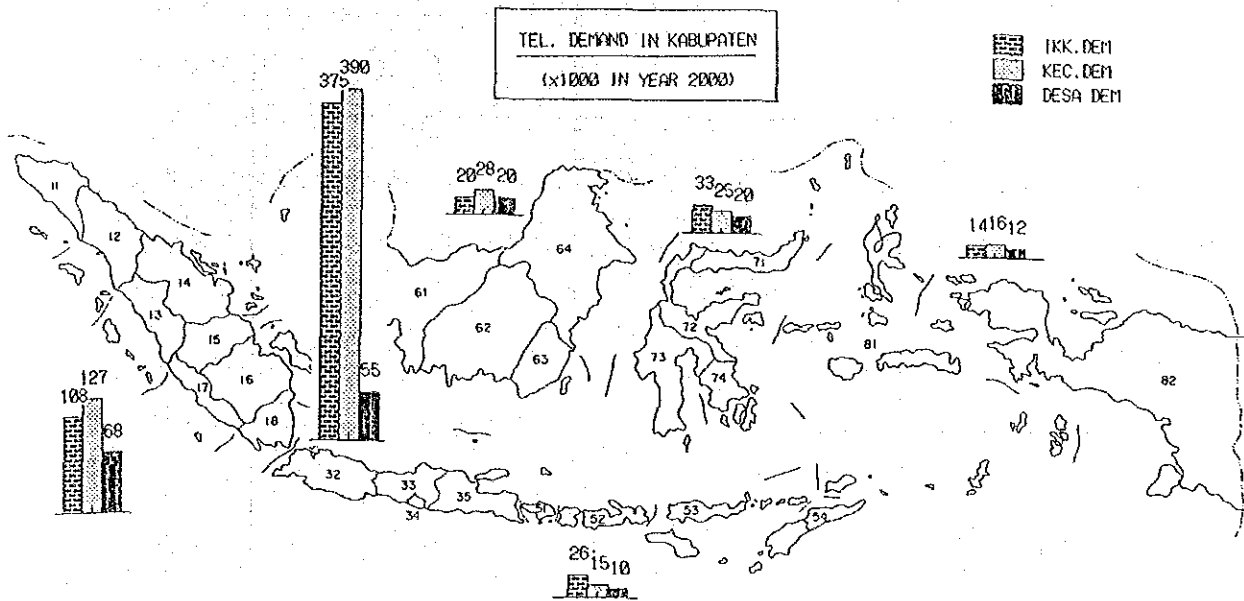 TEL. DEMAND IN KABUPATEN
(x1000 IN YEAR 2000)
IKK.DEM
KEC.DEM
DESA DEM
375 390 55
20 28 20
33 25 20
14 16 12
108 127 68
26 15 10
11
12
14
13
15
16
17
18
61
62
63
64
71
72
73
74
81
82
32
33
34
35
51
52
53
54